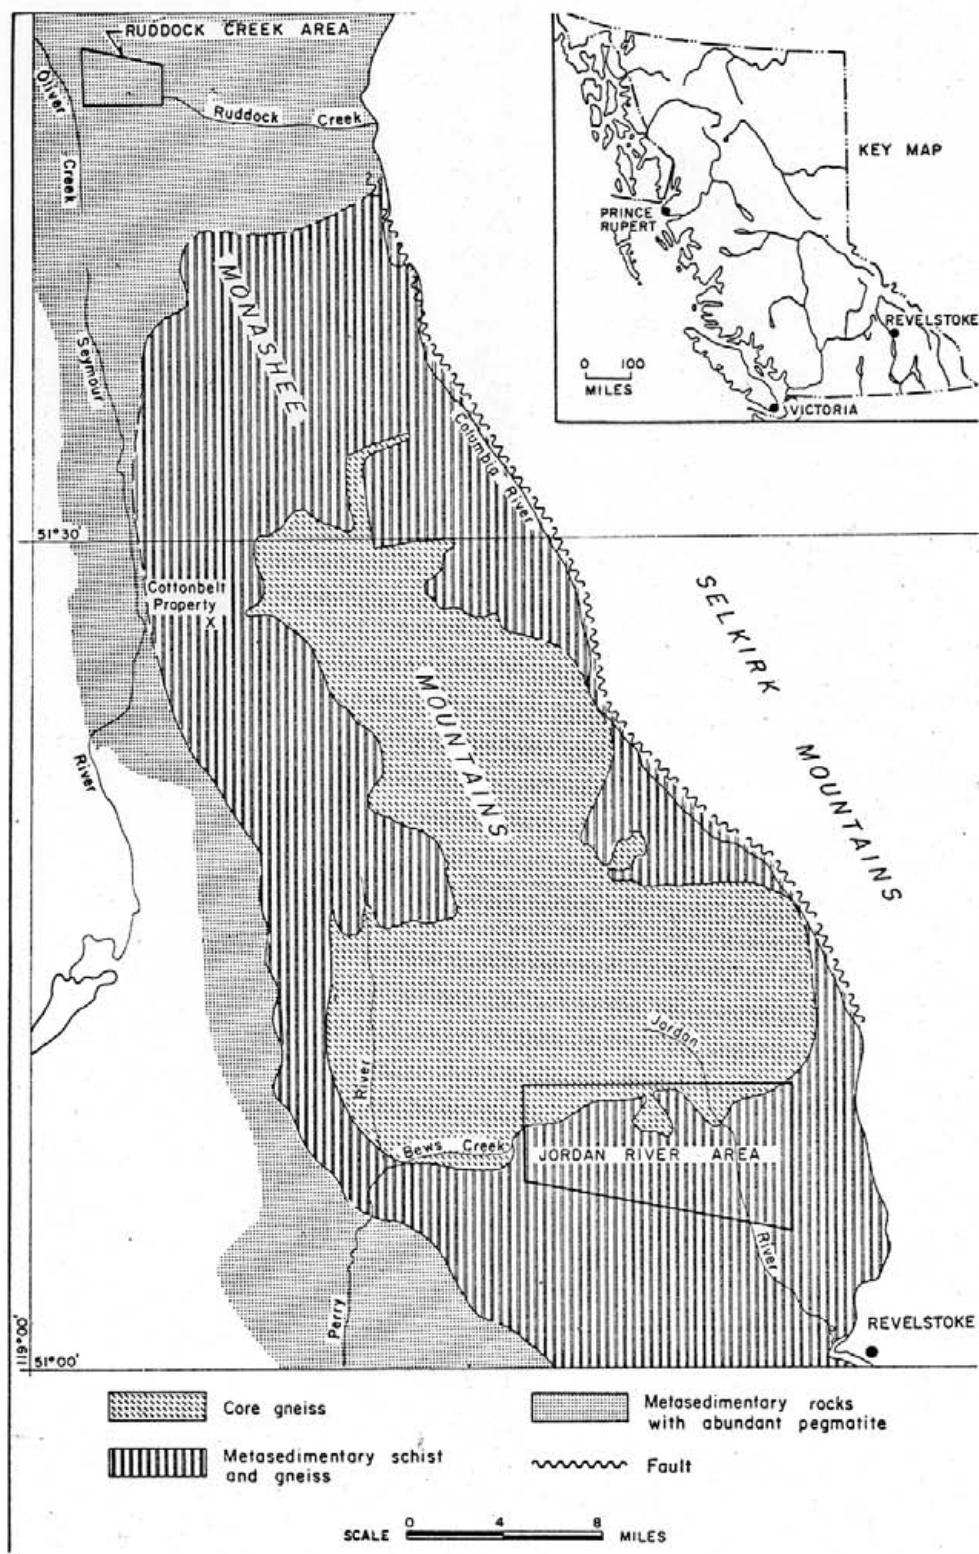 RUDDOCK CREEK AREA
Oliver
Creek
Ruddock Creek
KEY MAP
PRINCE
RUPERT
REVELSTOKE
0 100
MILES
VICTORIA
MONASHEE
Seymour
Columbia River
51°30'
Cottonbelt
Property
X
SELKIRK
MOUNTAINS
MOUNTAINS
River
Jordan
River
Bews Creek
JORDAN RIVER AREA
River
Perry
REVELSTOKE
119°00'
51°00'
Core gneiss
Metasedimentary rocks
with abundant pegmatite
Metasedimentary schist
and gneiss
Fault
SCALE 0 4 8 MILES